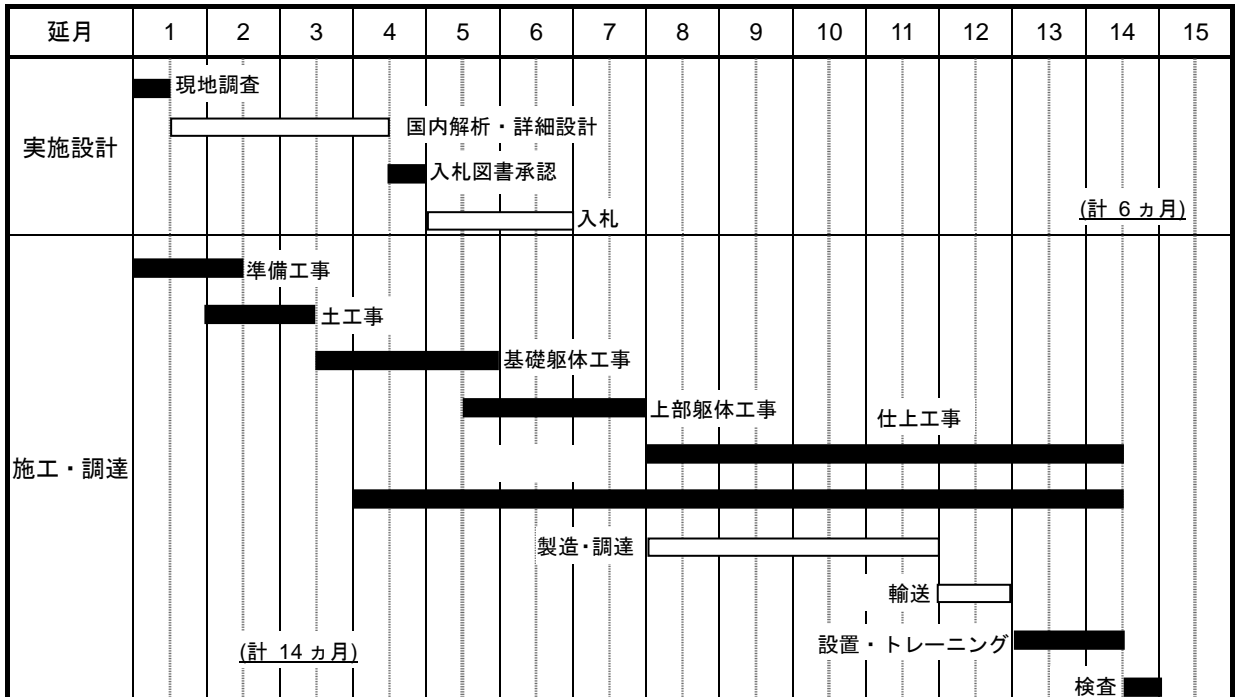 延月 1 2 3 4 5 6 7 8 9 10 11 12 13 14 15
実施設計
現地調査
国内解析・詳細設計
入札図書承認
入札
(計 6 ヵ月)
施工・調達
準備工事
土工事
基礎躯体工事
上部躯体工事
仕上工事
製造・調達
輸送
設置・トレーニング
(計 14 ヵ月)
検査